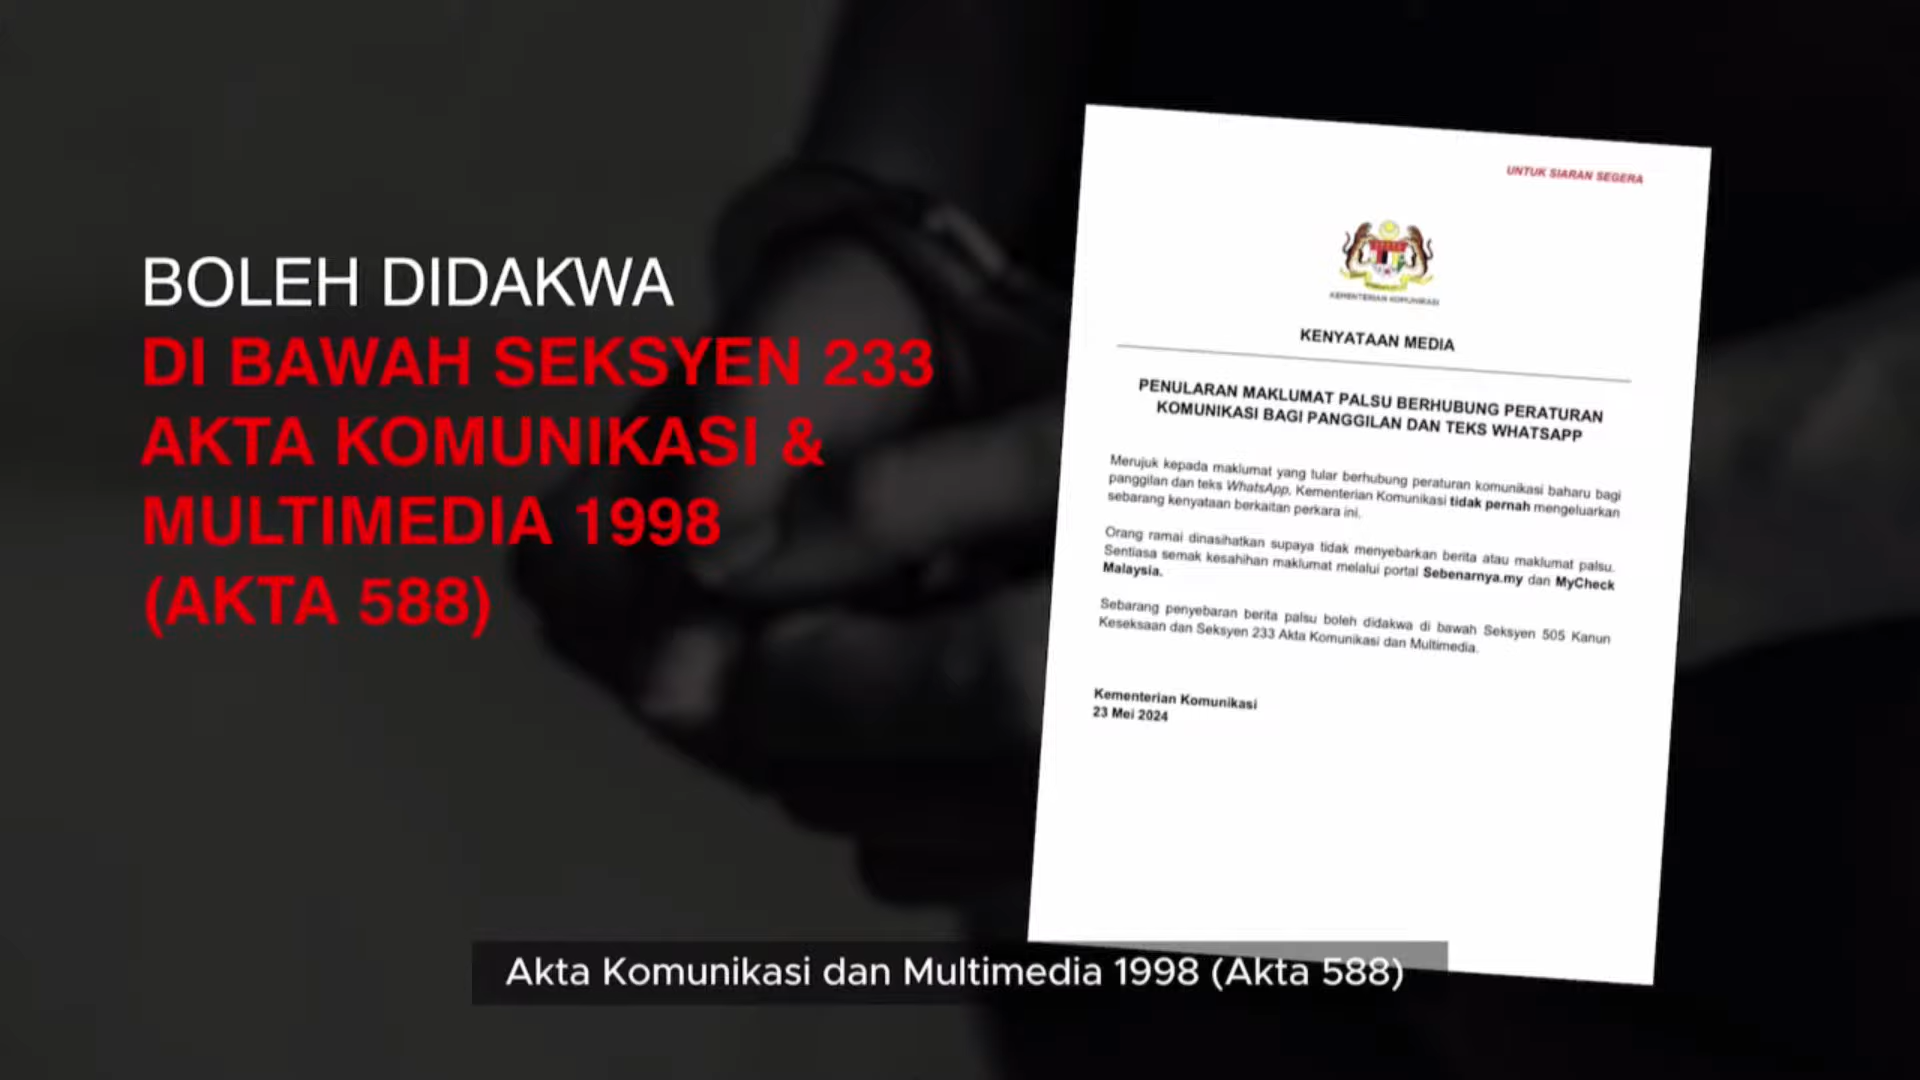 BOLEH DIDAKWA
DI BAWAH SEKSYEN 233
AKTA KOMUNIKASI &
MULTIMEDIA 1998
(AKTA 588)
UNTUK SIARAN SEGERA
KEMENTERIAN KOMUNIKASI
KENYATAAN MEDIA
PENULARAN MAKLUMAT PALSU BERHUBUNG PERATURAN
KOMUNIKASI BAGI PANGGILAN DAN TEKS WHATSAPP
Merujuk kepada maklumat yang tular berhubung peraturan komunikasi baharu bagi
panggilan dan teks WhatsApp, Kementerian Komunikasi tidak pernah mengeluarkan
sebarang kenyataan berkaitan perkara ini.
Orang ramai dinasihatkan supaya tidak menyebarkan berita atau maklumat palsu.
Sentiasa semak kesahihan maklumat melalui portal Sebenarnya.my dan MyCheck
Malaysia.
Sebarang penyebaran berita palsu boleh didakwa di bawah Seksyen 505 Kanun
Keseksaan dan Seksyen 233 Akta Komunikasi dan Multimedia.
Kementerian Komunikasi
23 Mei 2024
Akta Komunikasi dan Multimedia 1998 (Akta 588)